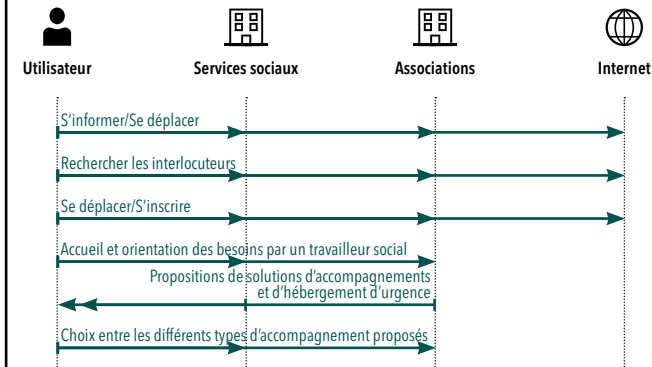 Utilisateur Services sociaux Associations Internet
S'informer/Se déplacer
Rechercher les interlocuteurs
Se déplacer/S'inscrire
Accueil et orientation des besoins par un travailleur social
Propositions de solutions d'accompagnements
et d'hébergement d'urgence
Choix entre les différents types d'accompagnement proposés